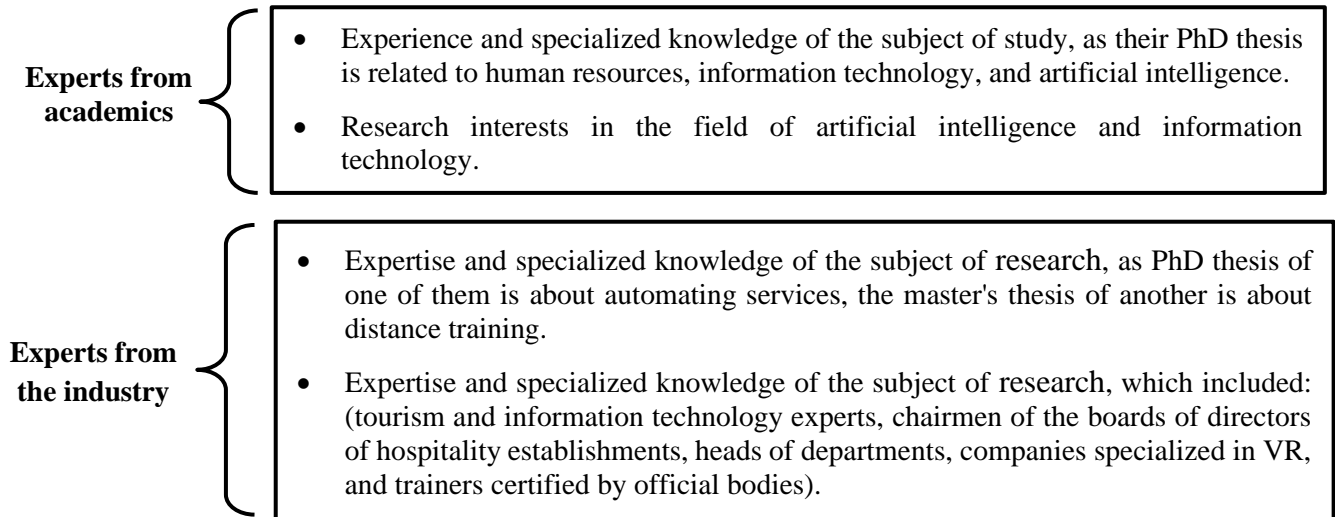 Experts from
academics
• Experience and specialized knowledge of the subject of study, as their PhD thesis
is related to human resources, information technology, and artificial intelligence.
• Research interests in the field of artificial intelligence and information
technology.
Experts from
the industry
• Expertise and specialized knowledge of the subject of research, as PhD thesis of
one of them is about automating services, the master's thesis of another is about
distance training.
• Expertise and specialized knowledge of the subject of research, which included:
(tourism and information technology experts, chairmen of the boards of directors
of hospitality establishments, heads of departments, companies specialized in VR,
and trainers certified by official bodies).